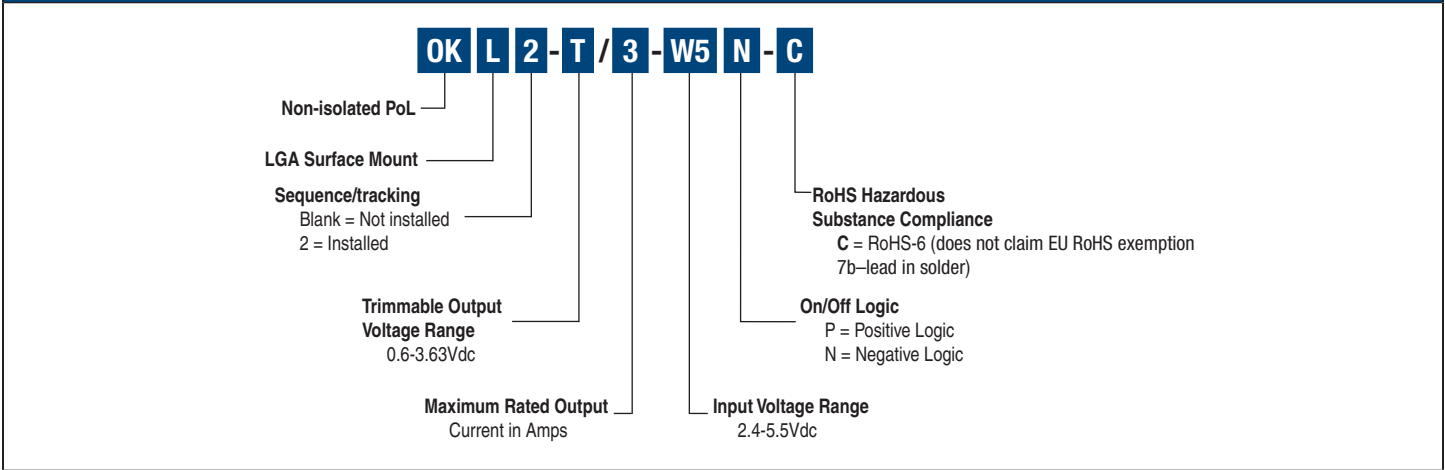 OK L 2 - T / 3 - W5 N - C
Non-isolated PoL
LGA Surface Mount
Sequence/tracking
Blank = Not installed
2 = Installed
Trimmable Output
Voltage Range
0.6-3.63Vdc
Maximum Rated Output
Current in Amps
Input Voltage Range
2.4-5.5Vdc
On/Off Logic
P = Positive Logic
N = Negative Logic
RoHS Hazardous
Substance Compliance
C = RoHS-6 (does not claim EU RoHS exemption
7b–lead in solder)